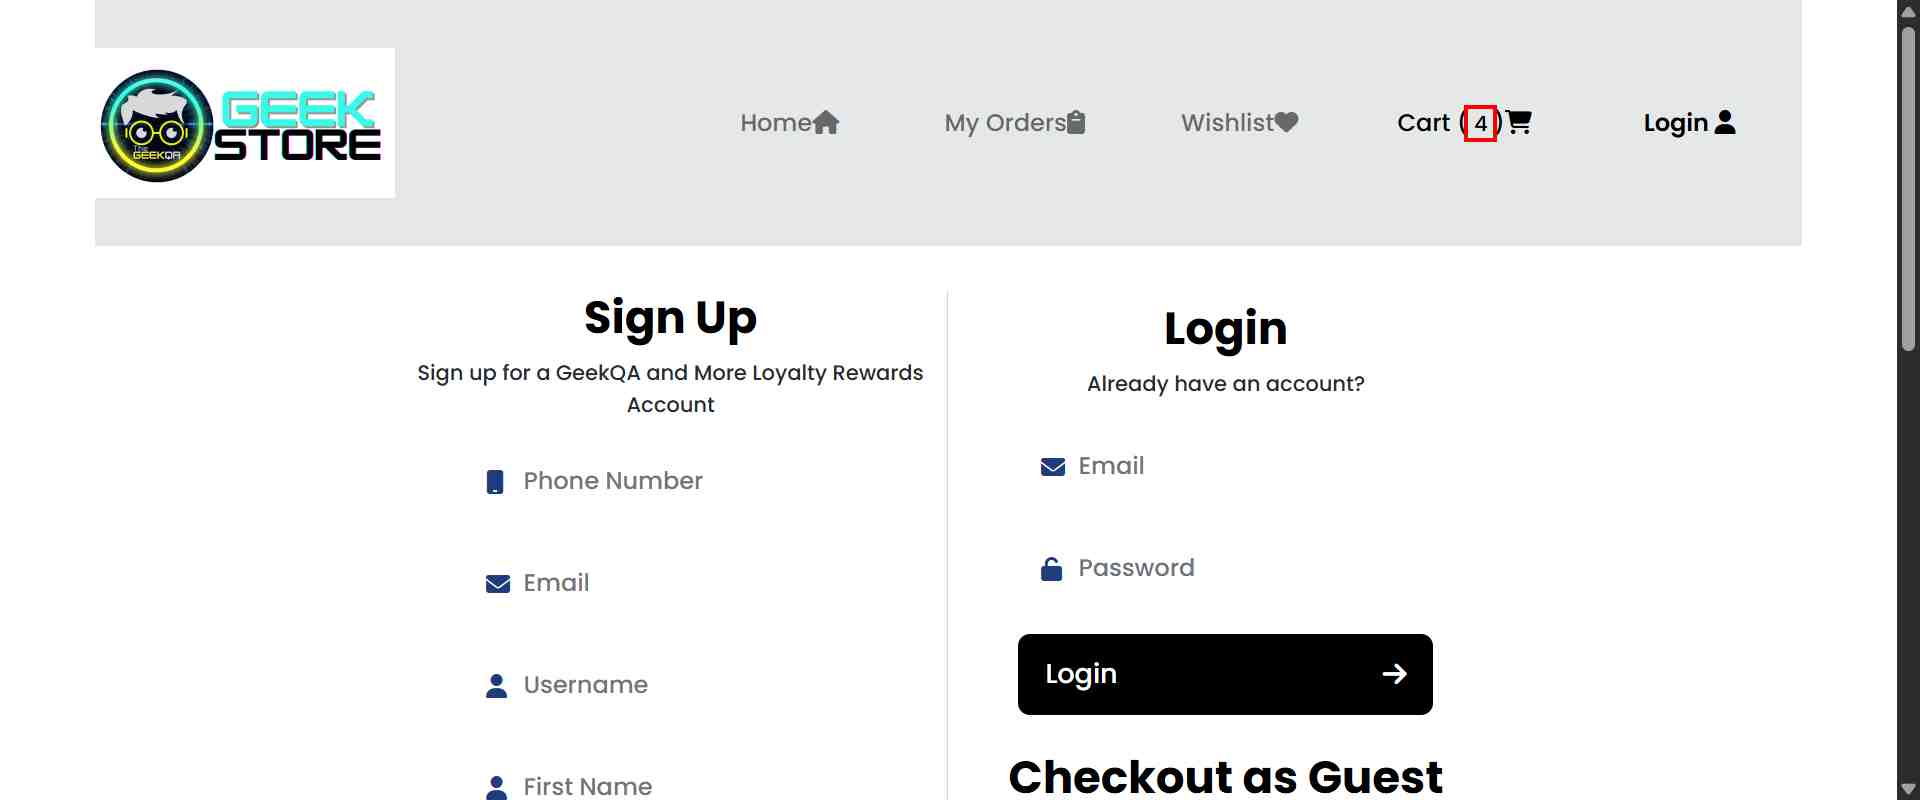 The
GEEKQA
GEEK
STORE
Home
My Orders
Wishlist
Cart (4)
Login
Sign Up
Sign up for a GeekQA and More Loyalty Rewards
Account
Phone Number
Email
Username
First Name
Login
Already have an account?
Email
Password
Login
Checkout as Guest